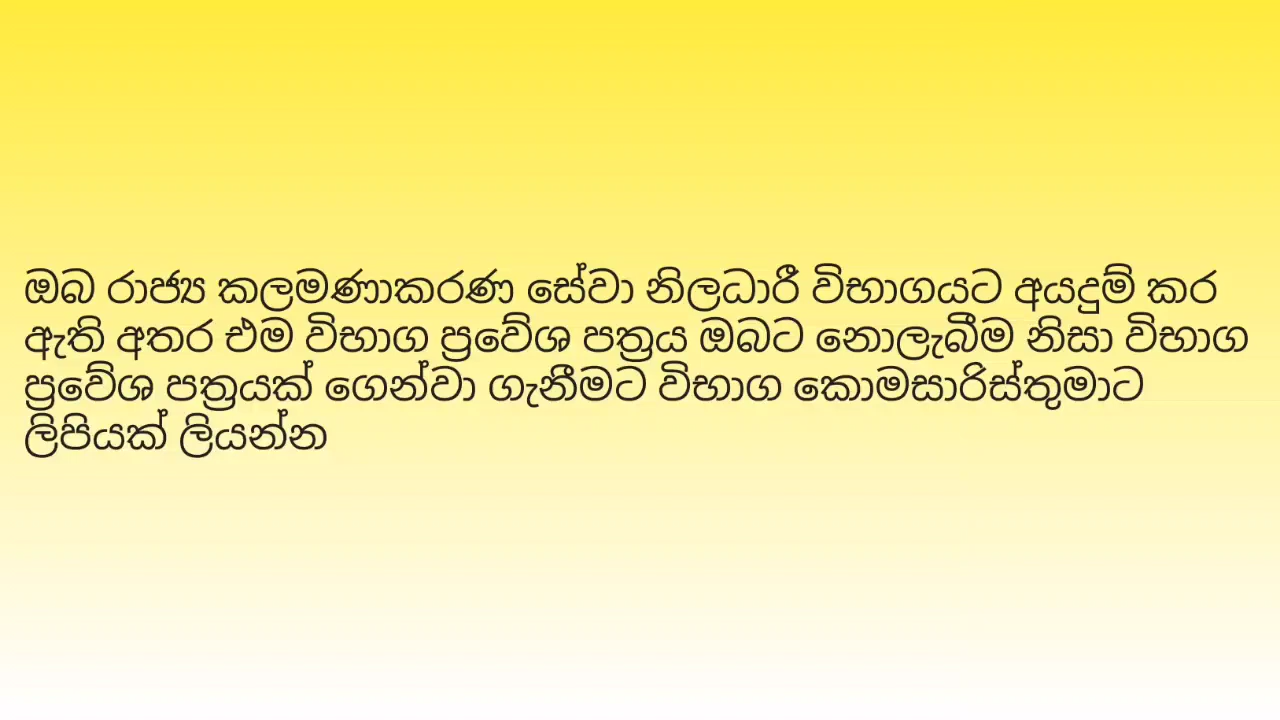 ඔබ රාජ්‍ය කලමණාකරණ සේවා නිලධාරී විභාගයට අයදුම් කර
ඇති අතර එම විභාග ප්‍රවේශ පත්‍රය ඔබට නොලැබීම නිසා විභාග
ප්‍රවේශ පත්‍රයක් ගෙන්වා ගැනීමට විභාග කොමසාරිස්තුමාට
ලිපියක් ලියන්න